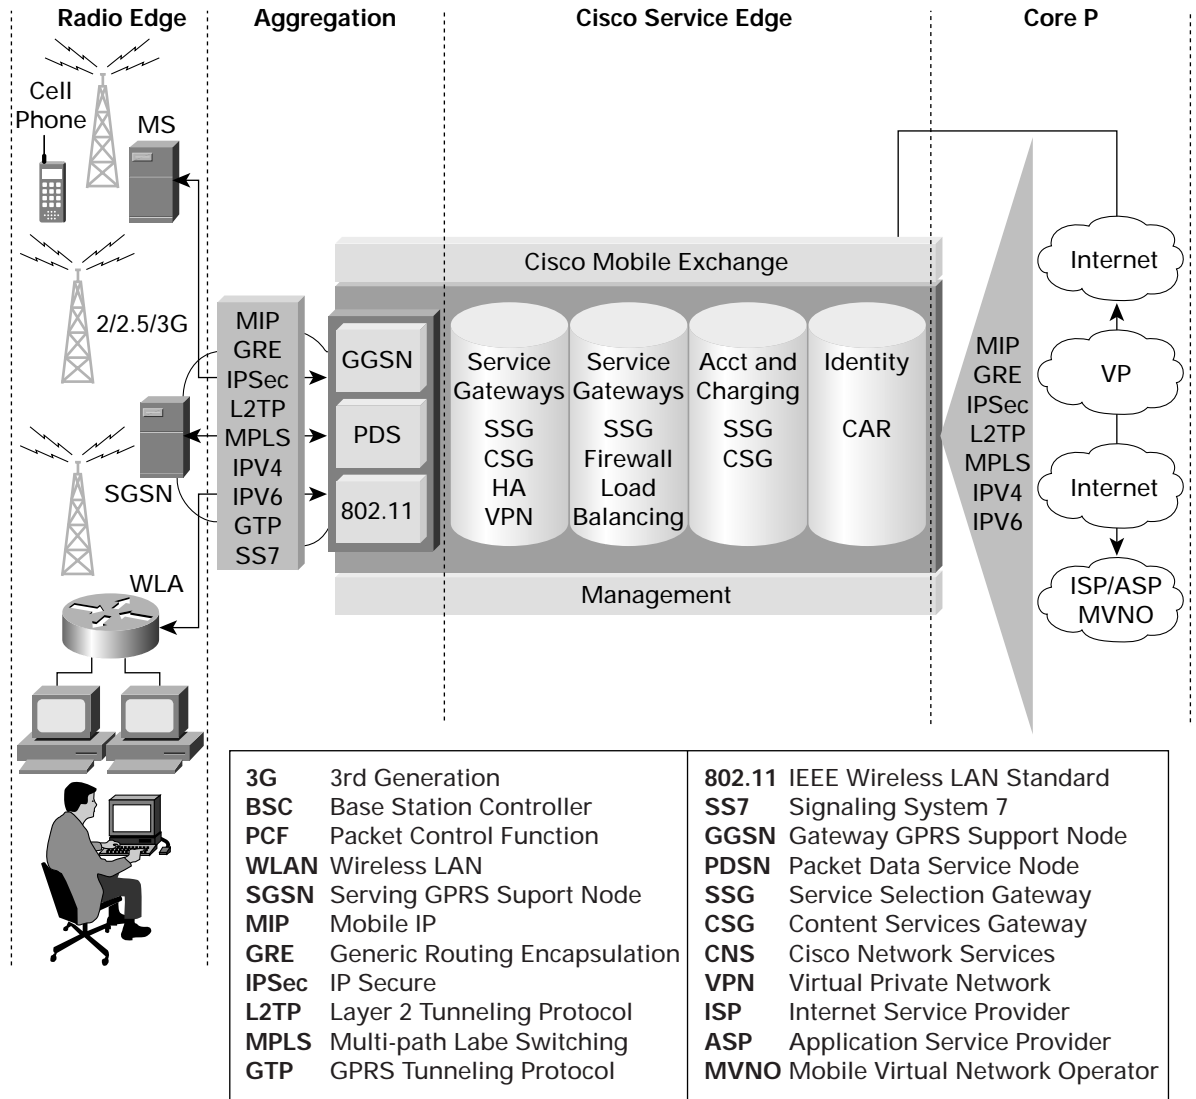 Radio Edge
Aggregation
Cisco Service Edge
Core P
Cell
Phone
MS
2/2.5/3G
SGSN
WLA
MIP
GRE
IPSec
L2TP
MPLS
IPV4
IPV6
GTP
SS7
Cisco Mobile Exchange
GGSN
PDS
802.11
Service
Gateways
SSG
CSG
HA
VPN
Service
Gateways
SSG
Firewall
Load
Balancing
Acct and
Charging
SSG
CSG
Identity
CAR
Management
MIP
GRE
IPSec
L2TP
MPLS
IPV4
IPV6
Internet
VP
Internet
ISP/ASP
MVNO
3G 3rd Generation
BSC Base Station Controller
PCF Packet Control Function
WLAN Wireless LAN
SGSN Serving GPRS Suport Node
MIP Mobile IP
GRE Generic Routing Encapsulation
IPSec IP Secure
L2TP Layer 2 Tunneling Protocol
MPLS Multi-path Labe Switching
GTP GPRS Tunneling Protocol
802.11 IEEE Wireless LAN Standard
SS7 Signaling System 7
GGSN Gateway GPRS Support Node
PDSN Packet Data Service Node
SSG Service Selection Gateway
CSG Content Services Gateway
CNS Cisco Network Services
VPN Virtual Private Network
ISP Internet Service Provider
ASP Application Service Provider
MVNO Mobile Virtual Network Operator